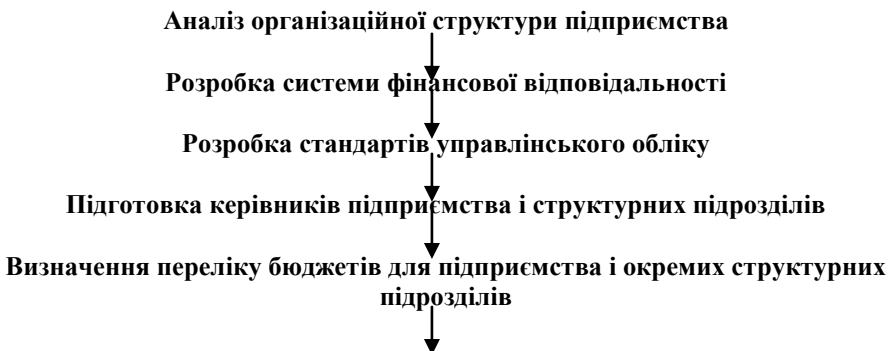 Аналіз організаційної структури підприємства
Розробка системи фінансової відповідальності
Розробка стандартів управлінського обліку
Підготовка керівників підприємства і структурних підрозділів
Визначення переліку бюджетів для підприємства і окремих структурних
підрозділів